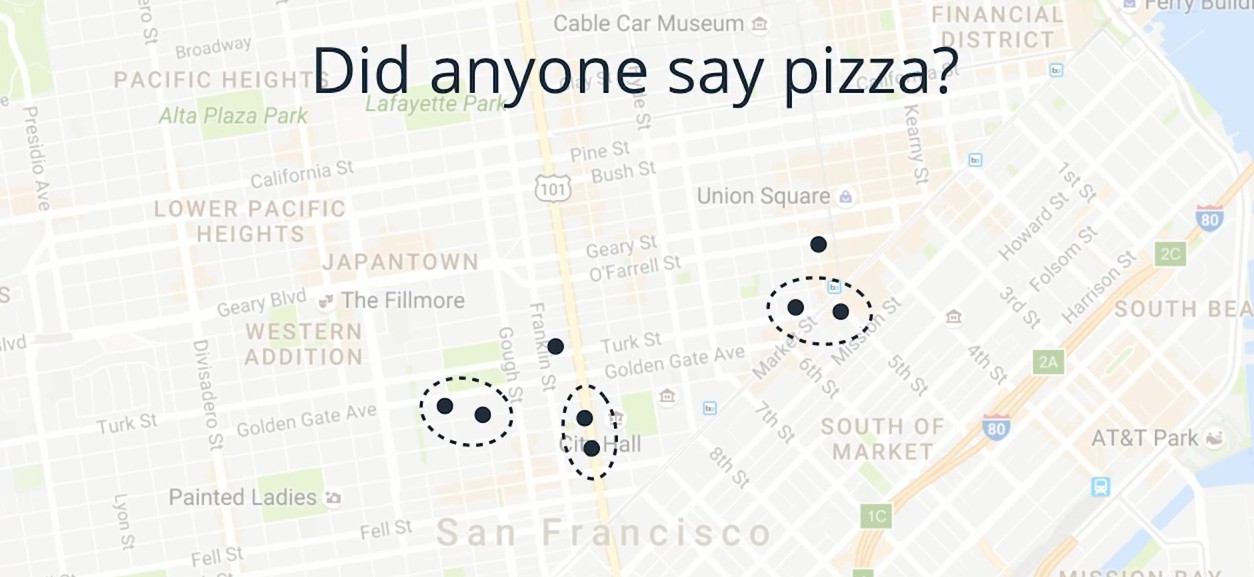 Ferry Buildi
Cable Car Museum
FINANCIAL
DISTRICT
Broadway
Did anyone say pizza?
PACIFIC HEIGHTS
Lafayette Park
California St
Alta Plaza Park
Presidio Ave
Kearny St
Pine St
Bush St
California St
101
Union Square
1st St
LOWER PACIFIC
HEIGHTS
Howard St
80
Geary St
O'Farrell St
Folsom St
2C
JAPANTOWN
Harrison St
Geary Blvd
The Fillmore
3rd St
SOUTH BEA
WESTERN
ADDITION
Franklin St
Gough St
Turk St
Golden Gate Ave
Market St
Mission St
lvd
Divisadero St
6th St
5th St
4th St
2A
Turk St
Golden Gate Ave
7th St
SOUTH OF
MARKET
80
AT&T Park
City Hall
8th St
Painted Ladies
Lyon St
Fell St
San Francisco
1C
Fell St
MISSION BAY